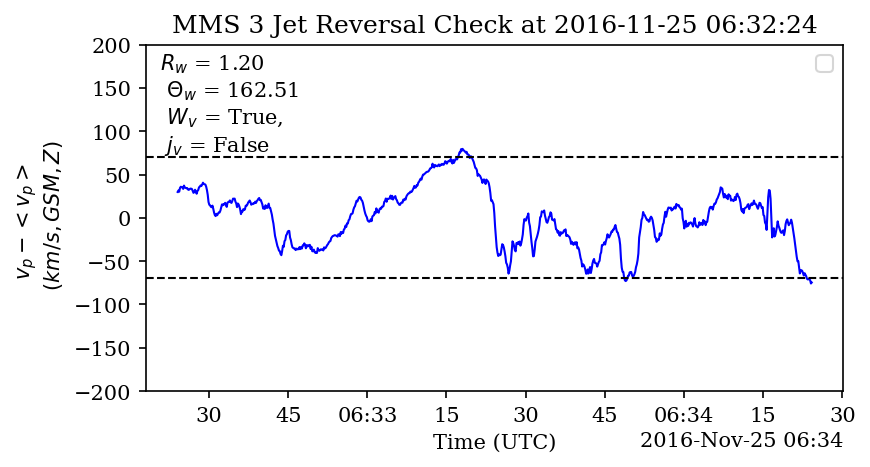 MMS 3 Jet Reversal Check at 2016-11-25 06:32:24
R_w = 1.20
Θ_w = 162.51
W_v = True,
j_v = False
v_p − < v_p >
(km/s, GSM, Z)
200
150
100
50
0
−50
−100
−150
−200
30 45 06:33 15 30 45 06:34 15 30
Time (UTC)
2016-Nov-25 06:34